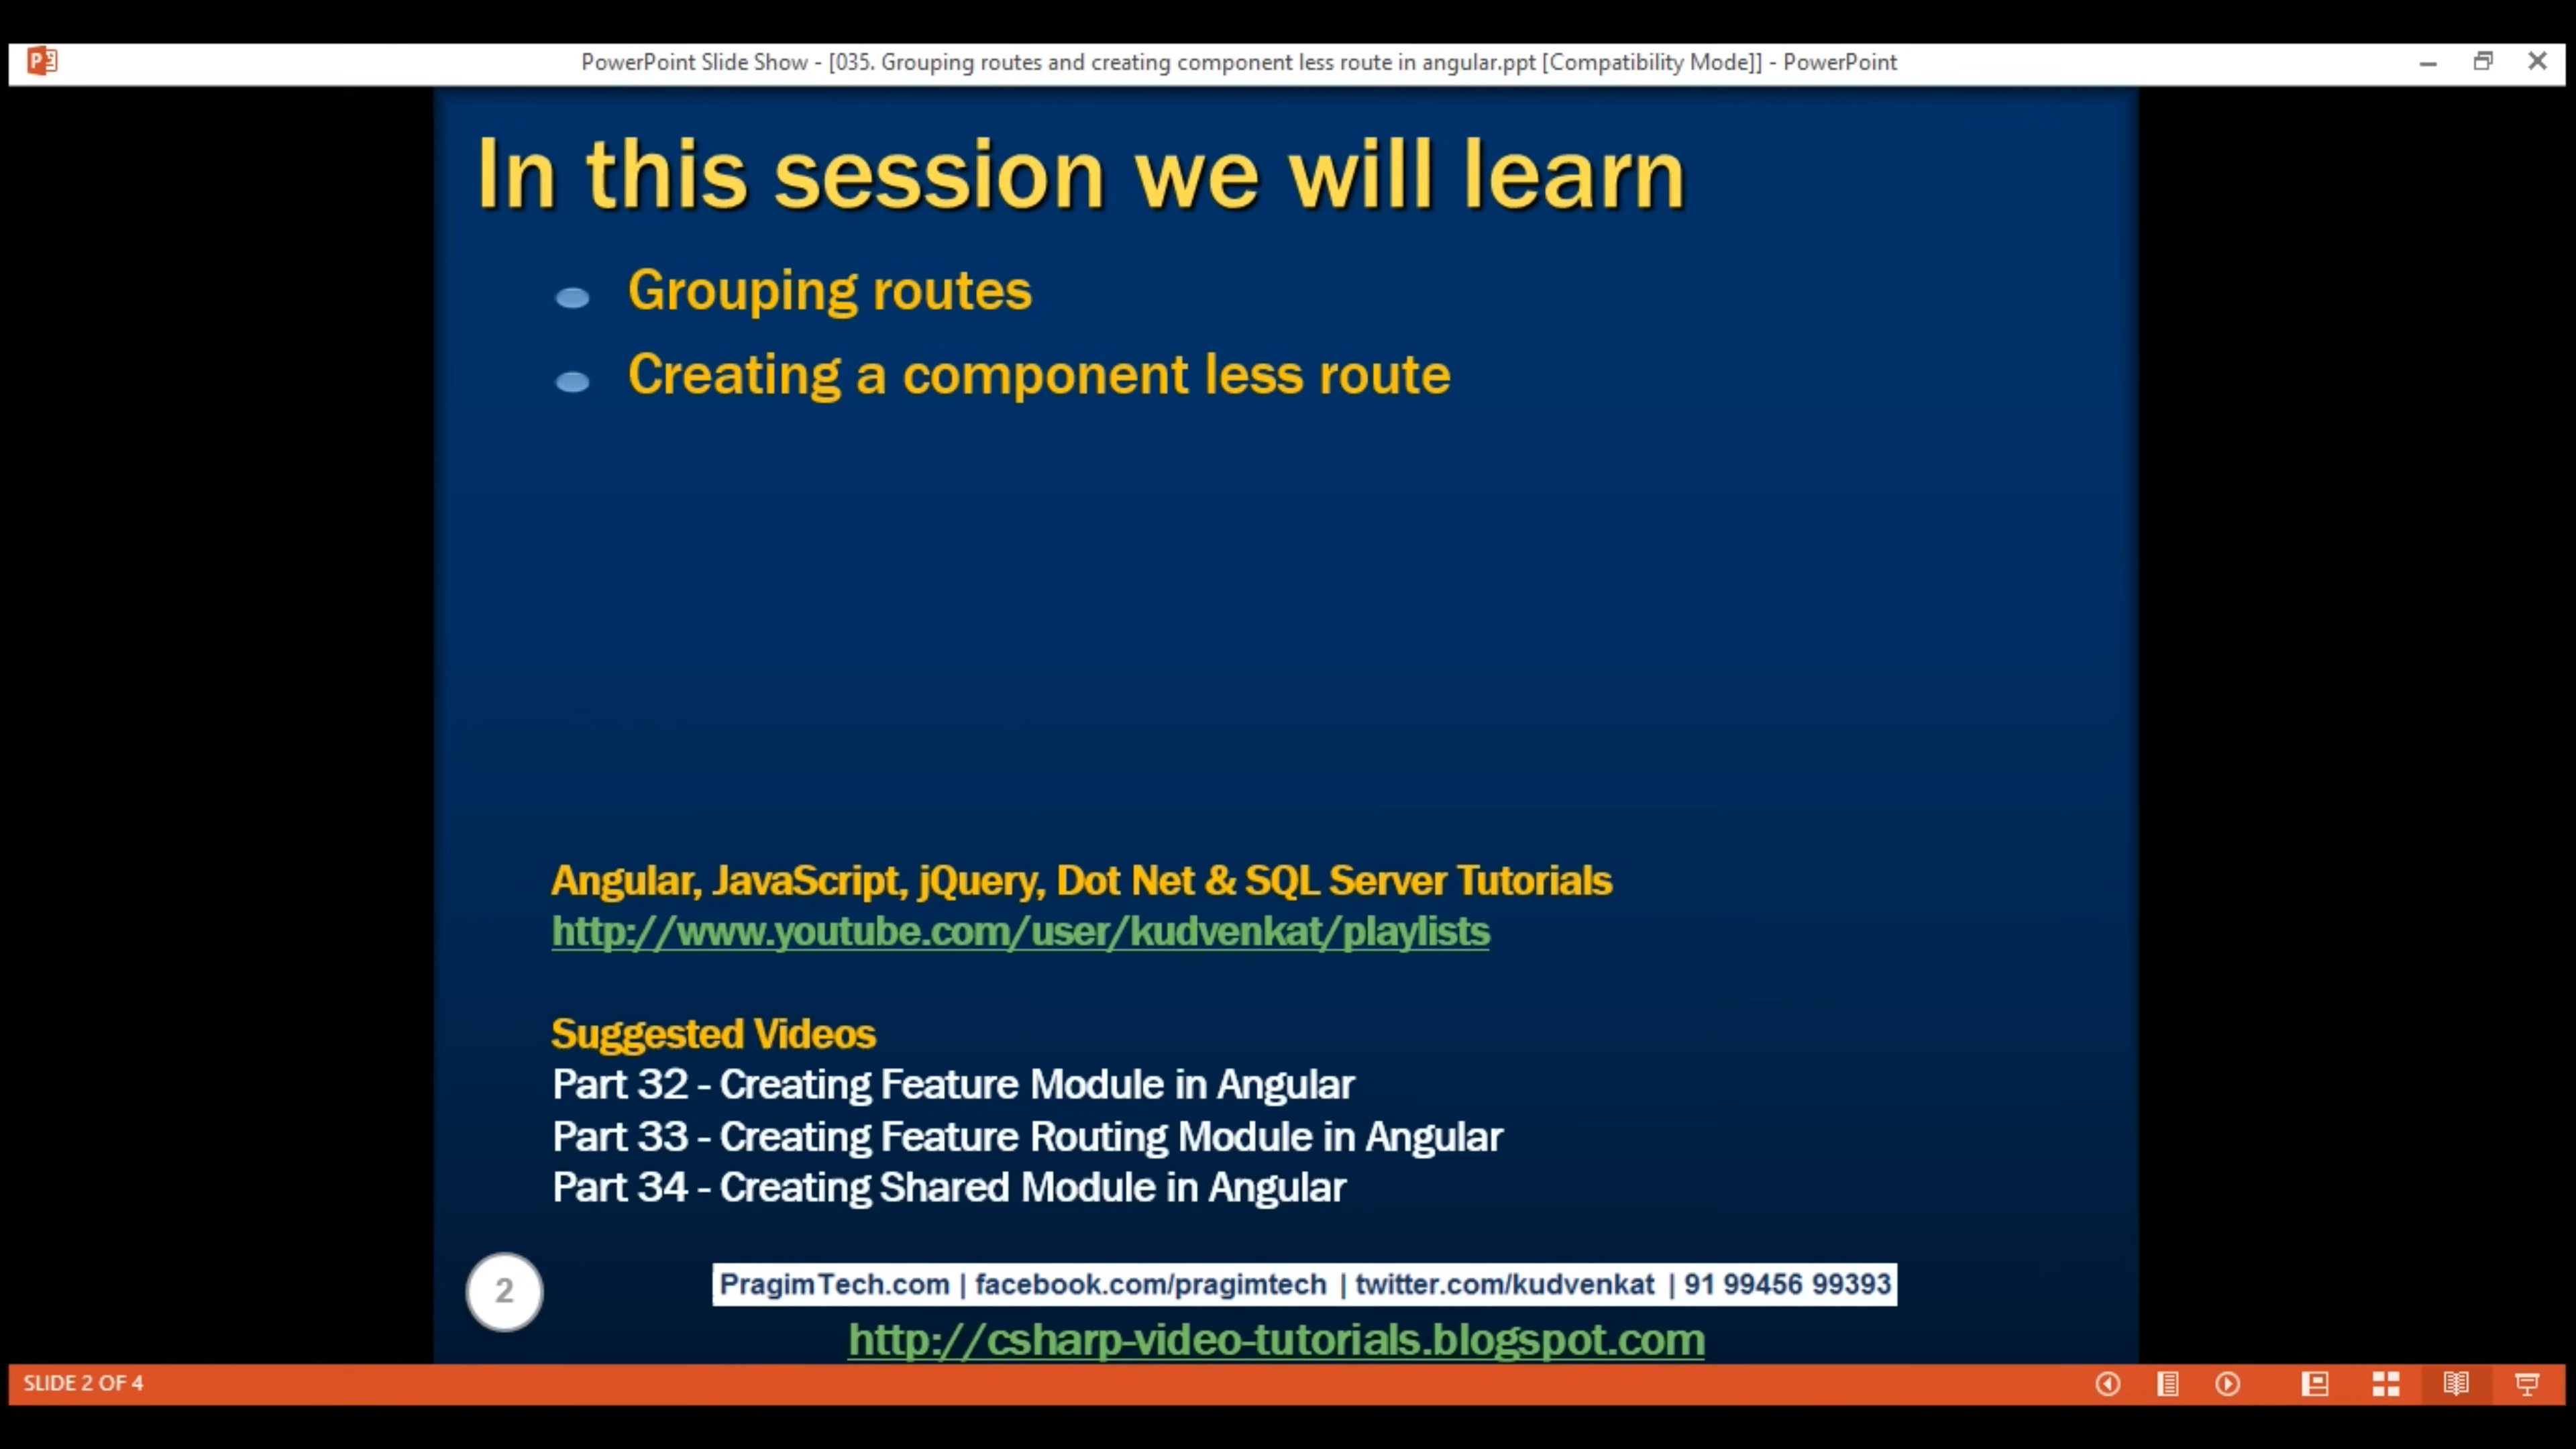 PowerPoint Slide Show - [035. Grouping routes and creating component less route in angular.ppt [Compatibility Mode]] - PowerPoint
In this session we will learn
Grouping routes
Creating a component less route
Angular, JavaScript, jQuery, Dot Net & SQL Server Tutorials
http://www.youtube.com/user/kudvenkat/playlists
Suggested Videos
Part 32 - Creating Feature Module in Angular
Part 33 - Creating Feature Routing Module in Angular
Part 34 - Creating Shared Module in Angular
2
PragimTech.com | facebook.com/pragimtech | twitter.com/kudvenkat | 91 99456 99393
http://csharp-video-tutorials.blogspot.com
SLIDE 2 OF 4